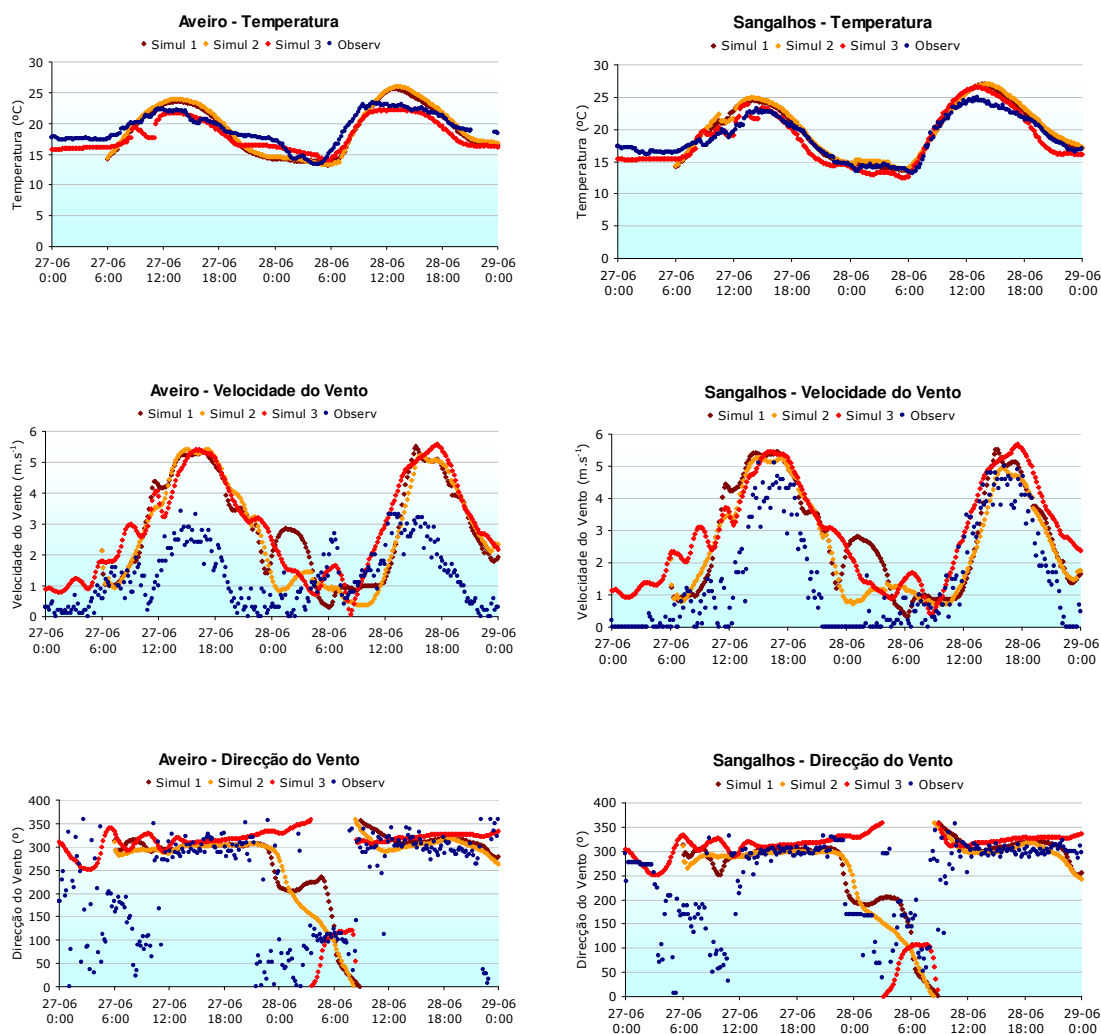 Aveiro - Temperatura
Simul 1 Simul 2 Simul 3 Observ
Temperatura (ºC)
30
25
20
15
10
5
0
27-06 27-06 27-06 27-06 28-06 28-06 28-06 28-06 29-06
0:00 6:00 12:00 18:00 0:00 6:00 12:00 18:00 0:00
Sangalhos - Temperatura
Simul 1 Simul 2 Simul 3 Observ
Temperatura (ºC)
30
25
20
15
10
5
0
27-06 27-06 27-06 27-06 28-06 28-06 28-06 28-06 29-06
0:00 6:00 12:00 18:00 0:00 6:00 12:00 18:00 0:00
Aveiro - Velocidade do Vento
Simul 1 Simul 2 Simul 3 Observ
Velocidade do Vento (m.s⁻¹)
6
5
4
3
2
1
0
27-06 27-06 27-06 27-06 28-06 28-06 28-06 28-06 29-06
0:00 6:00 12:00 18:00 0:00 6:00 12:00 18:00 0:00
Sangalhos - Velocidade do Vento
Simul 1 Simul 2 Simul 3 Observ
Velocidade do Vento (m.s⁻¹)
6
5
4
3
2
1
0
27-06 27-06 27-06 27-06 28-06 28-06 28-06 28-06 29-06
0:00 6:00 12:00 18:00 0:00 6:00 12:00 18:00 0:00
Aveiro - Direcção do Vento
Simul 1 Simul 2 Simul 3 Observ
Direcção do Vento (º)
400
350
300
250
200
150
100
50
0
27-06 27-06 27-06 27-06 28-06 28-06 28-06 28-06 29-06
0:00 6:00 12:00 18:00 0:00 6:00 12:00 18:00 0:00
Sangalhos - Direcção do Vento
Simul 1 Simul 2 Simul 3 Observ
Direcção do Vento (º)
400
350
300
250
200
150
100
50
0
27-06 27-06 27-06 27-06 28-06 28-06 28-06 28-06 29-06
0:00 6:00 12:00 18:00 0:00 6:00 12:00 18:00 0:00